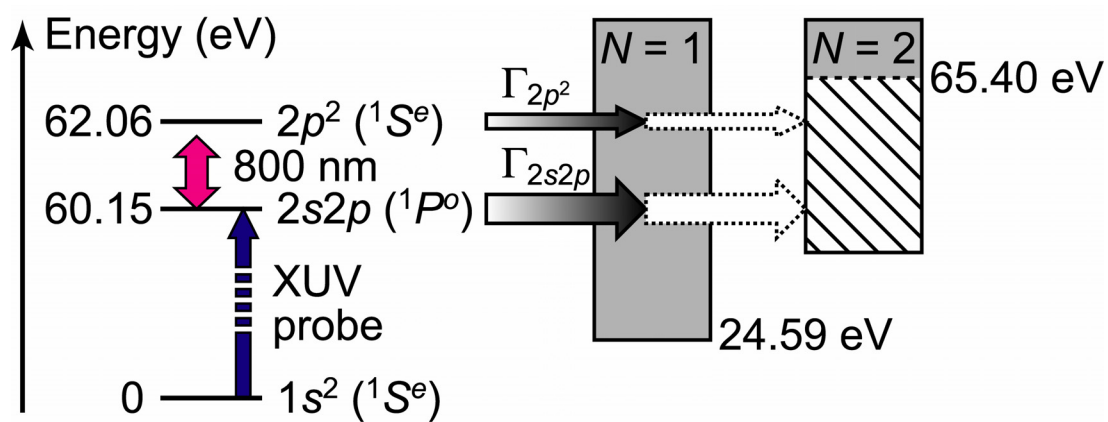 Energy (eV)
N = 1
N = 2
65.40 eV
Γ2p²
62.06
2p² (¹Sᵉ)
800 nm
Γ2s2p
60.15
2s2p (¹Pᵒ)
XUV
probe
24.59 eV
0
1s² (¹Sᵉ)